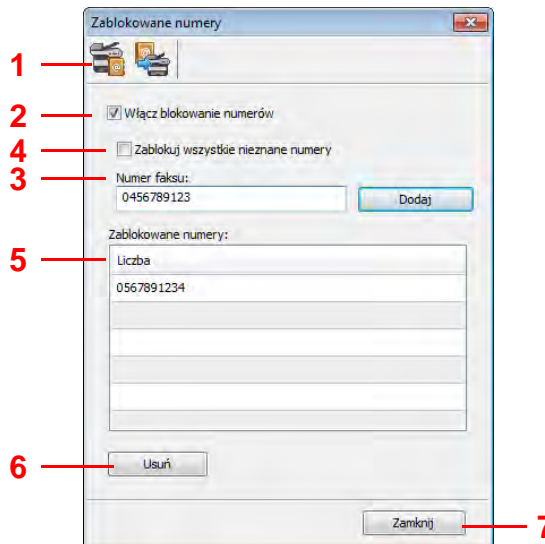 Zablokowane numery
1
2 Włącz blokowanie numerów
4 Zablokuj wszystkie nieznane numery
3 Numer faksu:
0456789123 Dodaj
Zablokowane numery:
5 Liczba
0567891234
6 Usuń
Zamknij 7